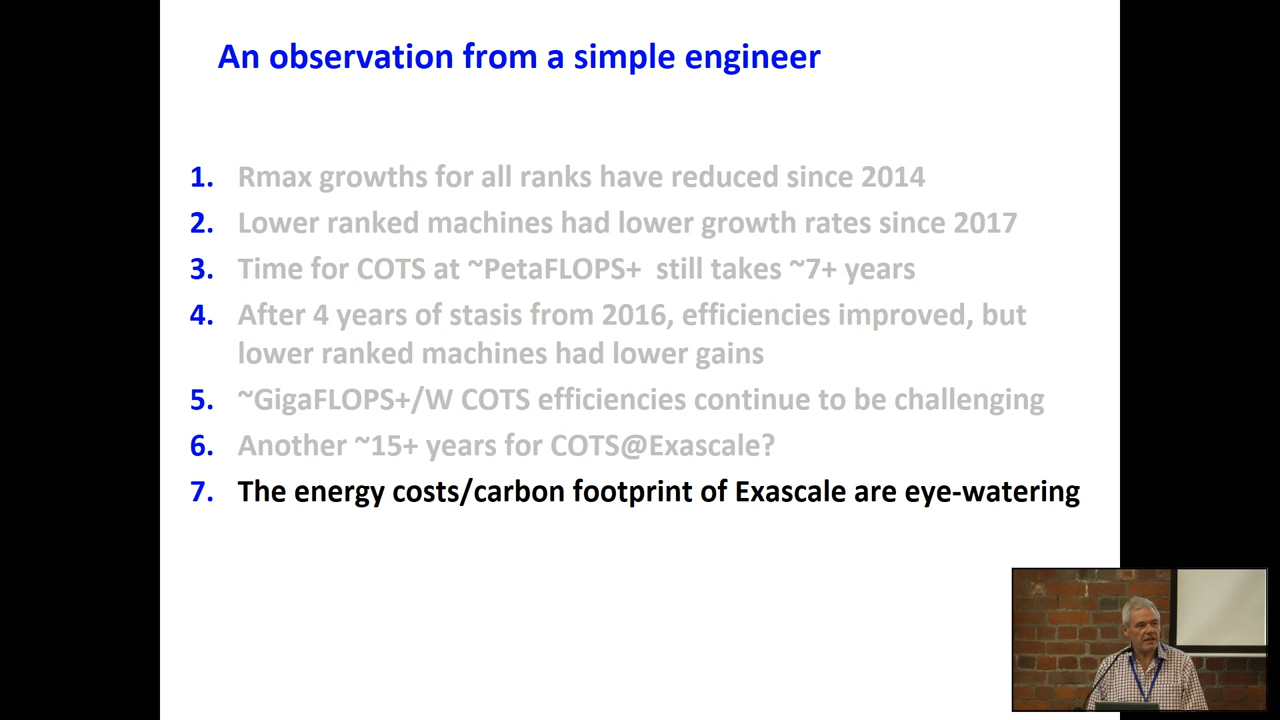 An observation from a simple engineer
1. Rmax growths for all ranks have reduced since 2014
2. Lower ranked machines had lower growth rates since 2017
3. Time for COTS at ~PetaFLOPS+ still takes ~7+ years
4. After 4 years of stasis from 2016, efficiencies improved, but
lower ranked machines had lower gains
5. ~GigaFLOPS+/W COTS efficiencies continue to be challenging
6. Another ~15+ years for COTS@Exascale?
7. The energy costs/carbon footprint of Exascale are eye-watering